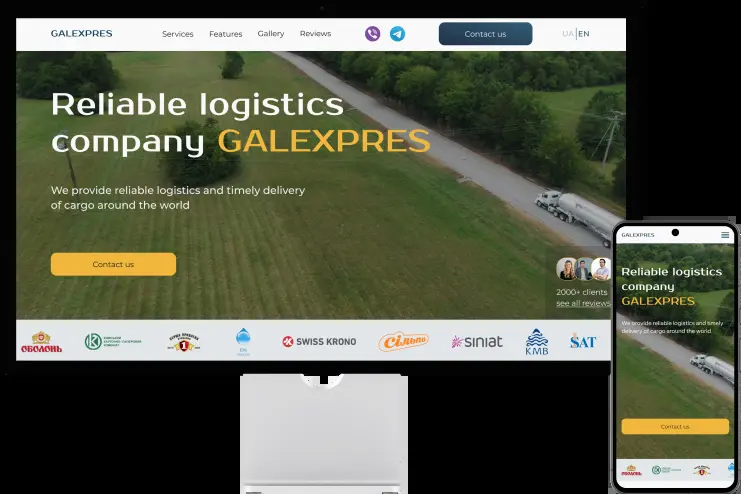 GALEXPRES
Services Features Gallery Reviews
Contact us
UA EN
Reliable logistics
company GALEXPRES
We provide reliable logistics and timely delivery
of cargo around the world
Contact us
2000+ clients
see all reviews
ОБОЛОНЬ
SWISS KRONO
Сільпо
siniat
КМВ
SAT
GALEXPRES
Reliable logistics
company
GALEXPRES
We provide reliable logistics and timely
delivery of cargo around the world
Contact us
ОБОЛОНЬ